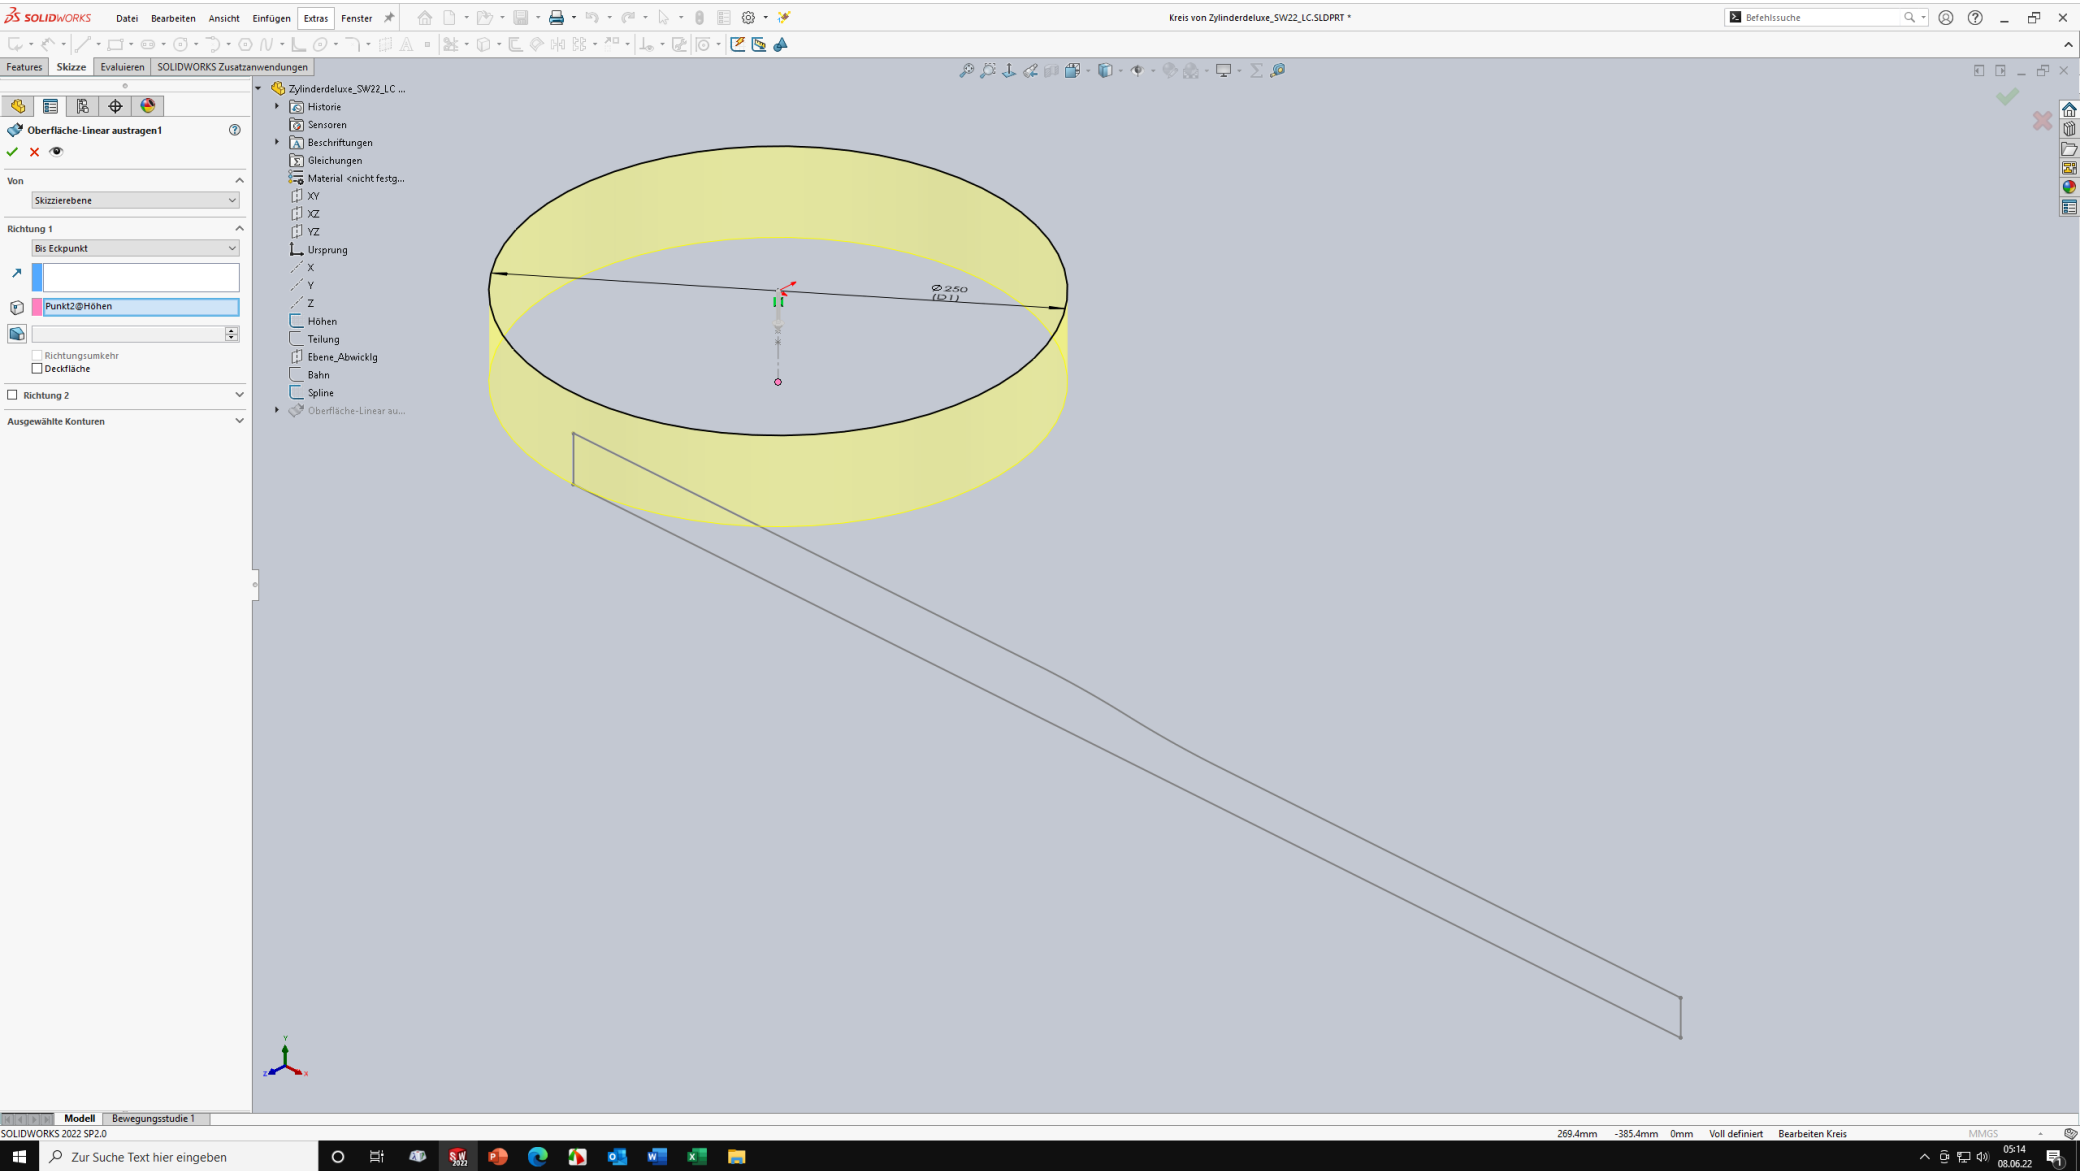 SOLIDWORKS
Datei Bearbeiten Ansicht Einfügen Extras Fenster
Kreis von Zylinderdeluxe_SW22_LC.SLDPRT *
Befehlssuche
Features Skizze Evaluieren SOLIDWORKS Zusatzanwendungen
Oberfläche-Linear austragen1
Von
Skizzierebene
Richtung 1
Bis Eckpunkt
Punkt2@Höhen
Richtungsumkehr
Deckfläche
Richtung 2
Ausgewählte Konturen
Zylinderdeluxe_SW22_LC ...
Historie
Sensoren
Beschriftungen
Gleichungen
Material <nicht festg...
XY
XZ
YZ
Ursprung
X
Y
Z
Höhen
Teilung
Ebene_Abwicklg
Bahn
Spline
Oberfläche-Linear au...
⌀250
(D1)
Y
Z X
Modell Bewegungsstudie 1
SOLIDWORKS 2022 SP2.0
269.4mm -385.4mm 0mm Voll definiert Bearbeiten Kreis MMGS
Zur Suche Text hier eingeben
05:14
08.06.22